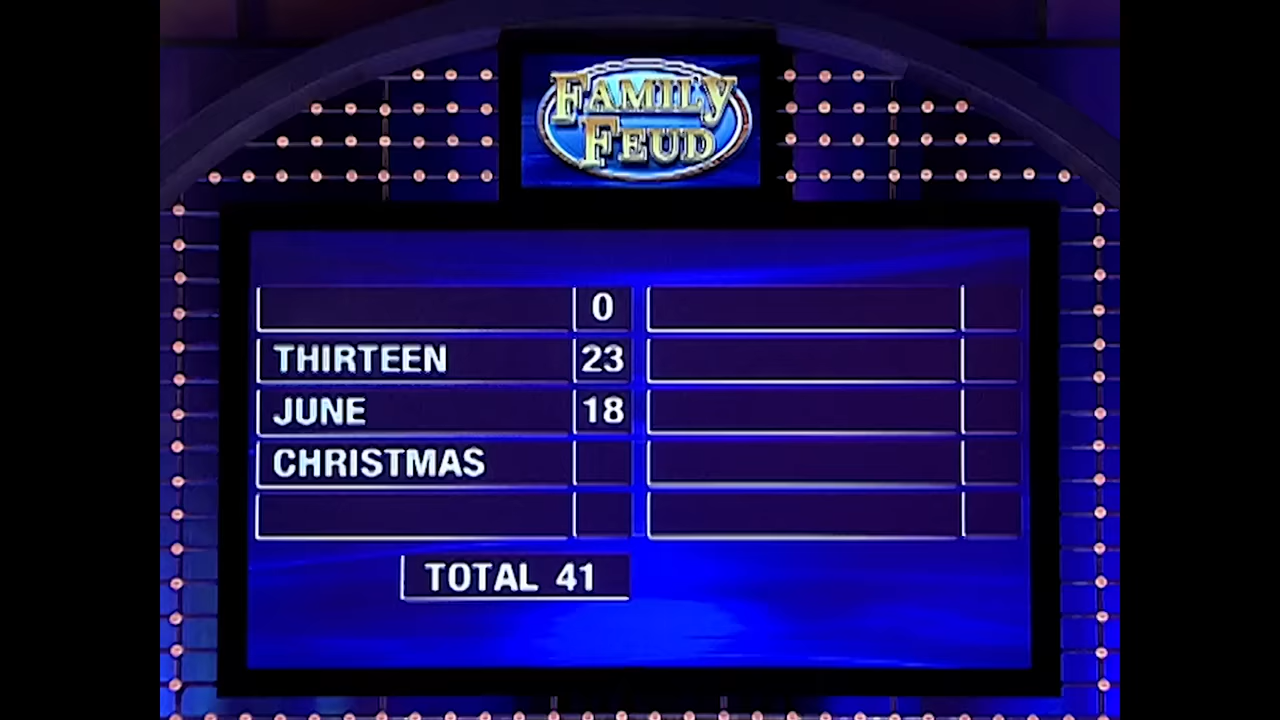 FAMILY
FEUD
0
THIRTEEN 23
JUNE 18
CHRISTMAS
TOTAL 41